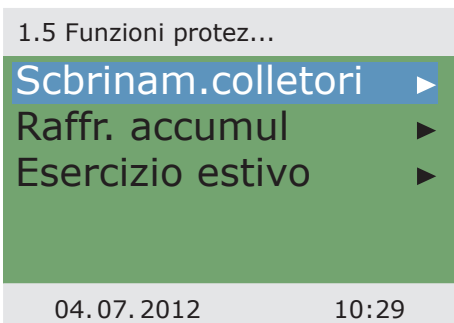 1.5 Funzioni protez...
Scbrinam.colletori ►
Raffr. accumul ►
Esercizio estivo ►
04.07.2012 10:29